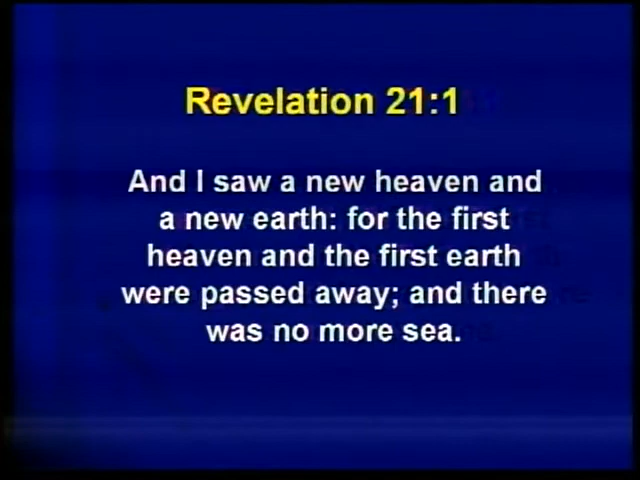 Revelation 21:1
And I saw a new heaven and
a new earth: for the first
heaven and the first earth
were passed away; and there
was no more sea.